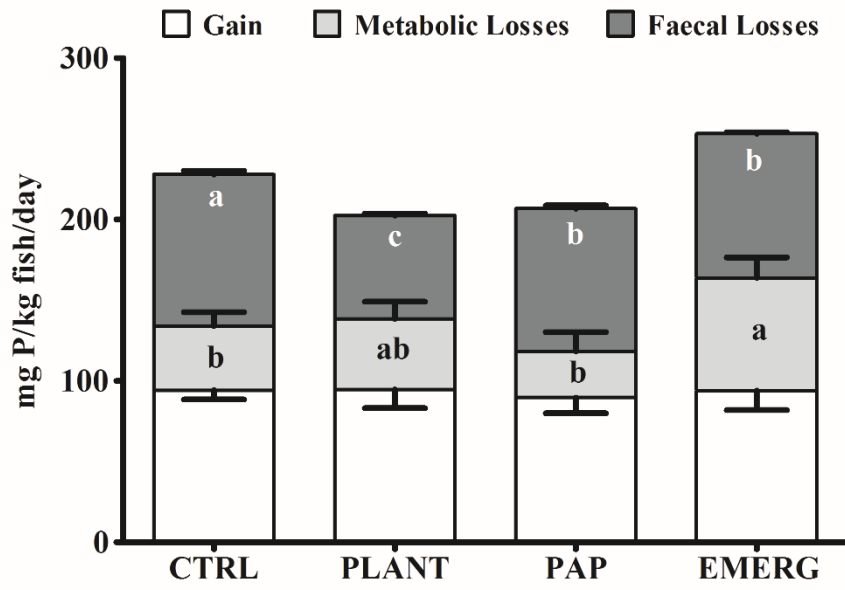 Gain Metabolic Losses Faecal Losses
mg P/kg fish/day
300
200
100
0
a
b
c
ab
b
b
b
a
CTRL PLANT PAP EMERG